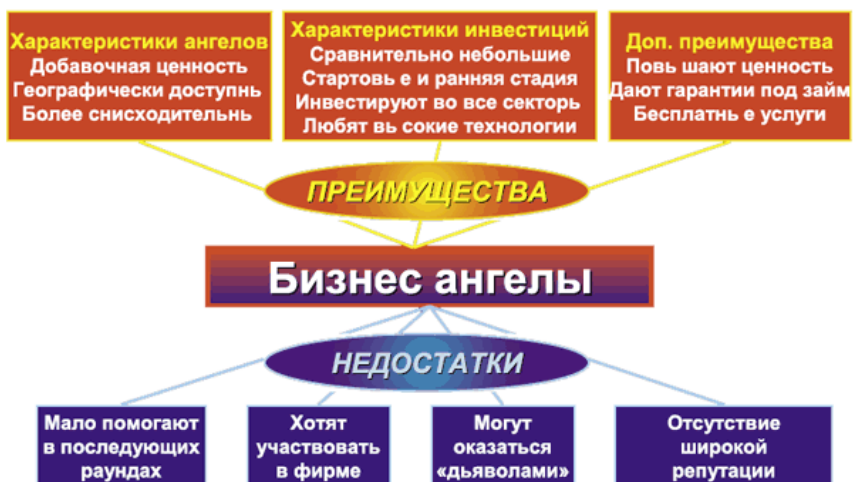 Характеристики ангелов
Добавочная ценность
Географически доступнь
Более снисходительнь
Характеристики инвестиций
Сравнительно небольшие
Стартовь е и ранняя стадия
Инвестируют во все секторь
Любят вь сокие технологии
Доп. преимущества
Повь шают ценность
Дают гарантии под займ
Бесплатнь е услуги
ПРЕИМУЩЕСТВА
Бизнес ангелы
НЕДОСТАТКИ
Мало помогают
в последующих
раундах
Хотят
участвовать
в фирме
Могут
оказаться
«дьяволами»
Отсутствие
широкой
репутации